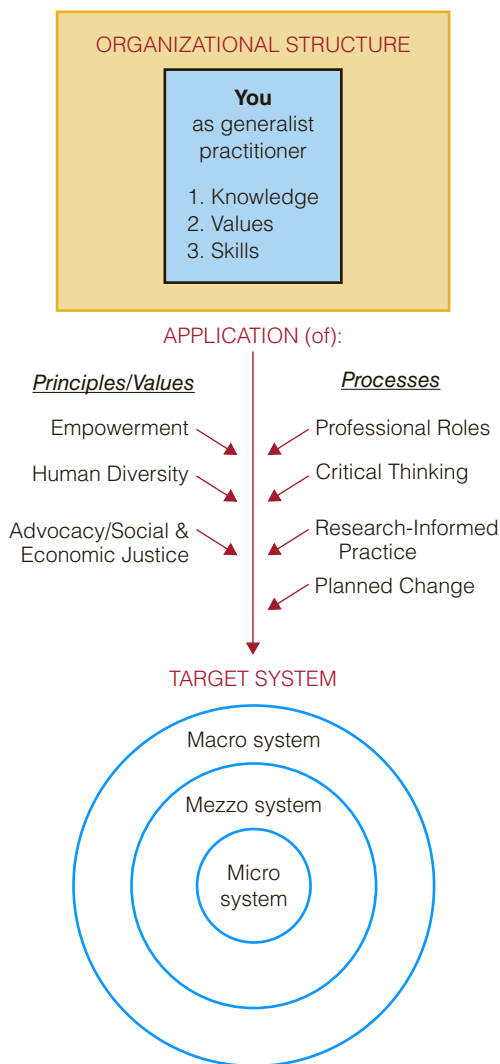 ORGANIZATIONAL STRUCTURE
You
as generalist
practitioner
1. Knowledge
2. Values
3. Skills
APPLICATION (of):
Principles/Values
Empowerment
Human Diversity
Advocacy/Social &
Economic Justice
Processes
Professional Roles
Critical Thinking
Research-Informed
Practice
Planned Change
TARGET SYSTEM
Macro system
Mezzo system
Micro
system